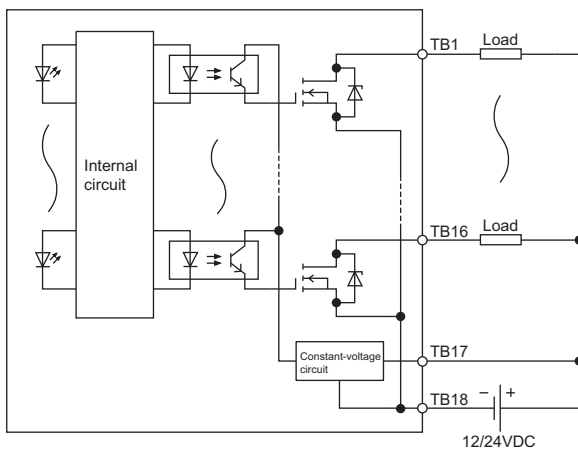 TB1
Load
Internal
circuit
TB16
Load
Constant-voltage
circuit
TB17
TB18
− +
12/24VDC